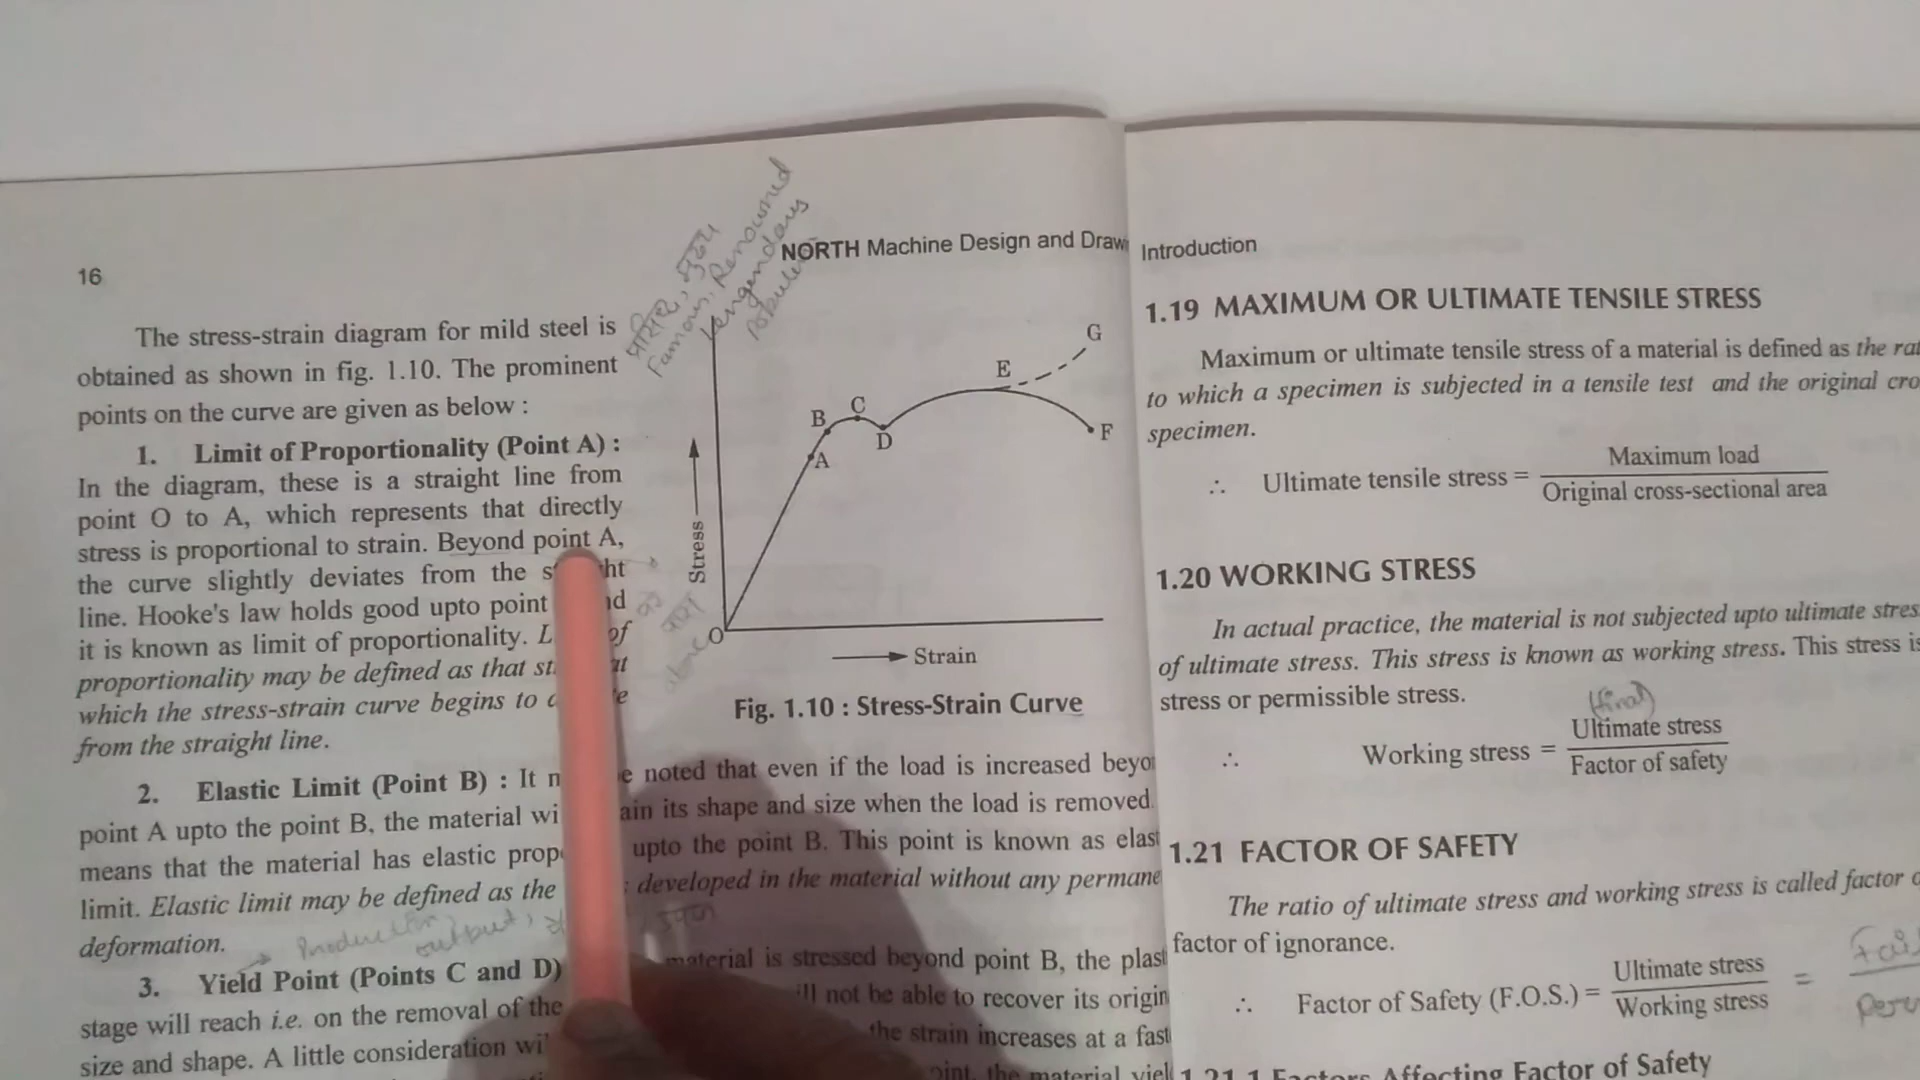 16
NORTH Machine Design and Draw
The stress-strain diagram for mild steel is
obtained as shown in fig. 1.10. The prominent
points on the curve are given as below :
1. Limit of Proportionality (Point A) :
In the diagram, these is a straight line from
point O to A, which represents that directly
stress is proportional to strain. Beyond point A,
the curve slightly deviates from the
line. Hooke's law holds good upto point
it is known as limit of proportionality. of
proportionality may be defined as that
which the stress-strain curve begins to
from the straight line.
Famous, Renowned
Stress
A
B
C
D
E
F
G
O
Strain
Fig. 1.10 : Stress-Strain Curve
2. Elastic Limit (Point B) : It noted that even if the load is increased beyo
point A upto the point B, the material its shape and size when the load is removed.
means that the material has elastic upto the point B. This point is known as elast
limit. Elastic limit may be defined as the developed in the material without any permane
deformation.
Production output,
3. Yield Point (Points C and D) material is stressed beyond point B, the plast
stage will reach i.e. on the removal of the not be able to recover its origin
size and shape. A little consideration the strain increases at a fast
the material yiel
Introduction
1.19 MAXIMUM OR ULTIMATE TENSILE STRESS
Maximum or ultimate tensile stress of a material is defined as the rat
to which a specimen is subjected in a tensile test and the original cro
specimen.
∴ Ultimate tensile stress = Maximum load
Original cross-sectional area
1.20 WORKING STRESS
In actual practice, the material is not subjected upto ultimate stres
of ultimate stress. This stress is known as working stress. This stress is
stress or permissible stress.
(final)
∴ Working stress = Ultimate stress
Factor of safety
1.21 FACTOR OF SAFETY
The ratio of ultimate stress and working stress is called factor o
factor of ignorance.
∴ Factor of Safety (F.O.S.) = Ultimate stress =
Working stress
1.21.1 Factors Affecting Factor of Safety